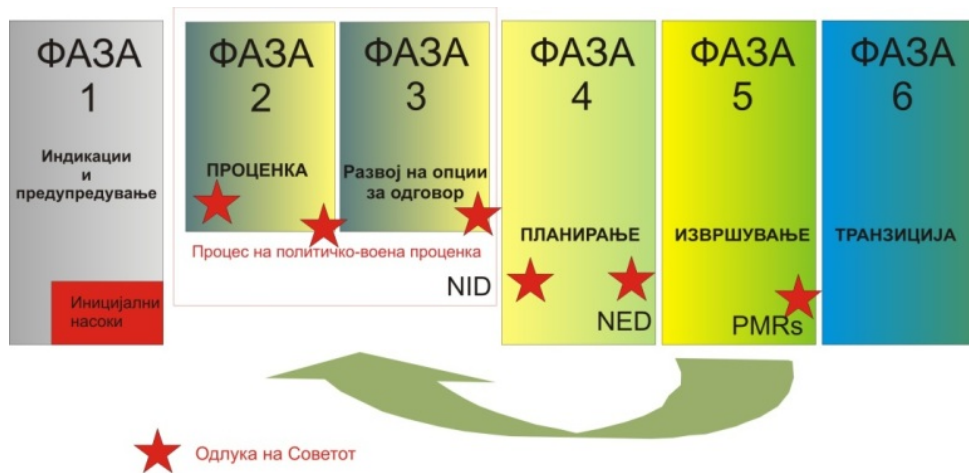 ФАЗА
1
Индикации
и
предупредување
Иницијални
насоки
ФАЗА
2
ПРОЦЕНКА
ФАЗА
3
Развој на опции
за одговор
Процес на политичко-воена проценка
NID
ФАЗА
4
ПЛАНИРАЊЕ
NED
ФАЗА
5
ИЗВРШУВАЊЕ
PMRs
ФАЗА
6
ТРАНЗИЦИЈА
Одлука на Советот